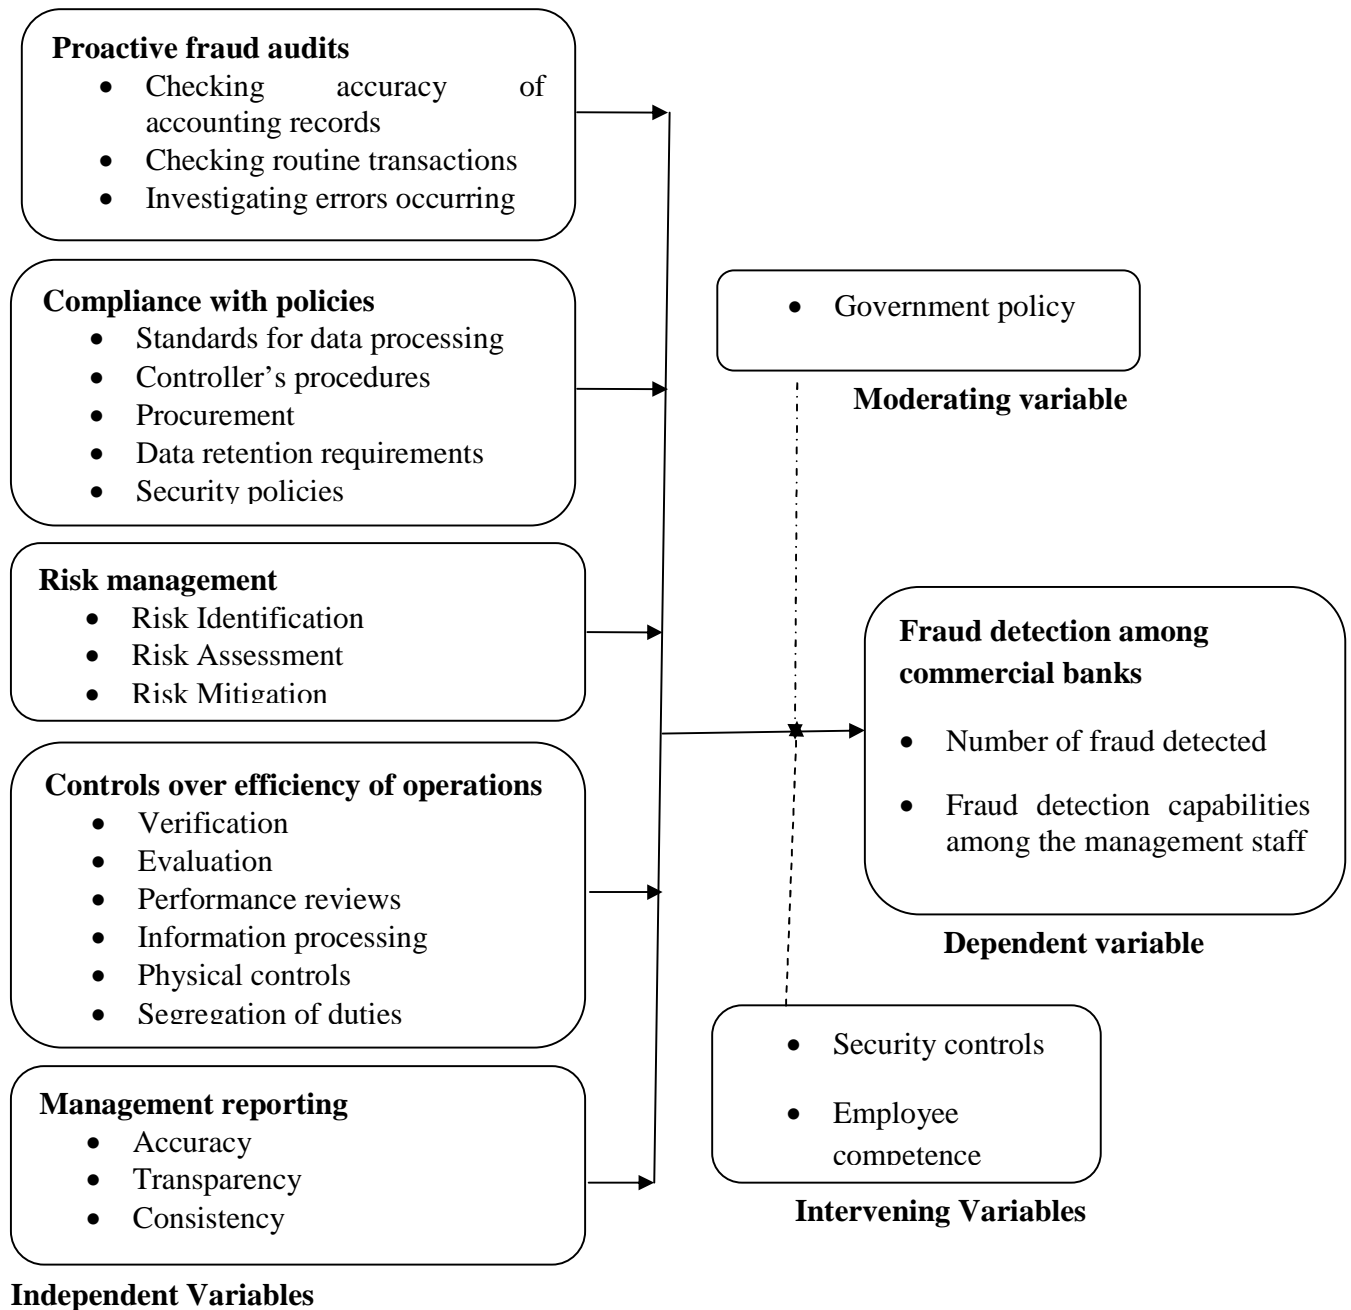 Proactive fraud audits
• Checking accuracy of
accounting records
• Checking routine transactions
• Investigating errors occurring
Compliance with policies
• Standards for data processing
• Controller’s procedures
• Procurement
• Data retention requirements
• Security policies
Risk management
• Risk Identification
• Risk Assessment
• Risk Mitigation
Controls over efficiency of operations
• Verification
• Evaluation
• Performance reviews
• Information processing
• Physical controls
• Segregation of duties
Management reporting
• Accuracy
• Transparency
• Consistency
Independent Variables
• Government policy
Moderating variable
Fraud detection among
commercial banks
• Number of fraud detected
• Fraud detection capabilities
among the management staff
Dependent variable
• Security controls
• Employee
competence
Intervening Variables